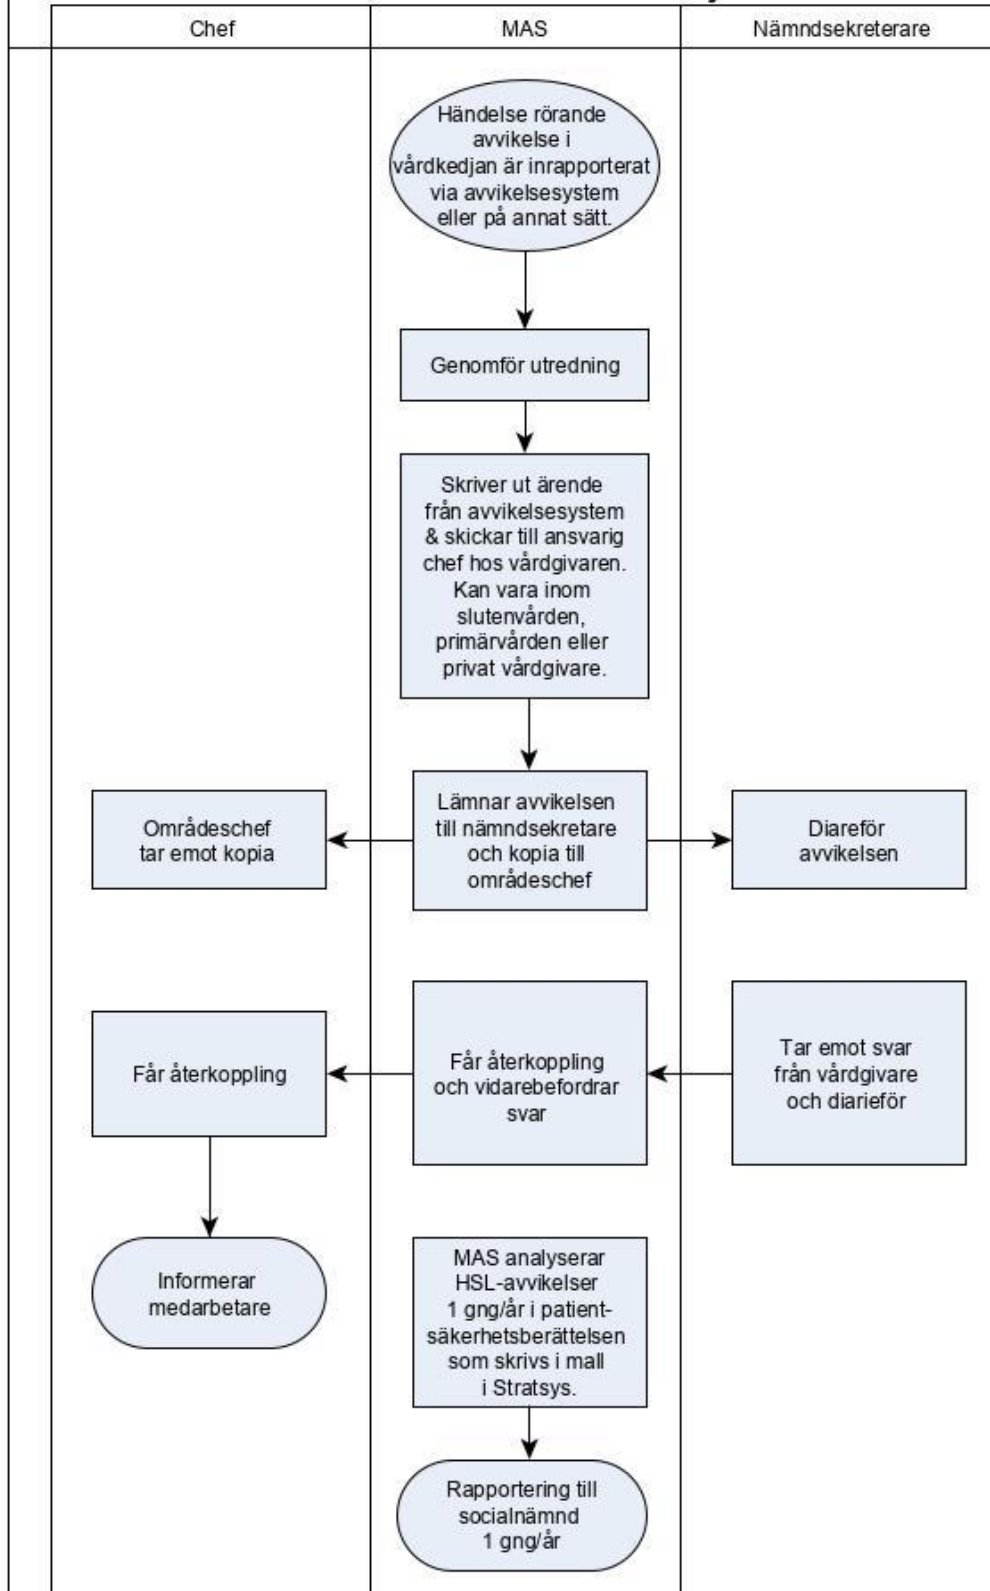 Chef
MAS
Nämndsekreterare
Händelse rörande
avvikelse i
vårdkedjan är inrapporterat
via avvikelsesystem
eller på annat sätt.
Genomför utredning
Skriver ut ärende
från avvikelsesystem
& skickar till ansvarig
chef hos vårdgivaren.
Kan vara inom
slutenvården,
primärvården eller
privat vårdgivare.
Områdeschef
tar emot kopia
Lämnar avvikelsen
till nämndsekretare
och kopia till
områdeschef
Diareför
avvikelsen
Får återkoppling
Får återkoppling
och vidarebefordrar
svar
Tar emot svar
från vårdgivare
och diarieför
Informerar
medarbetare
MAS analyserar
HSL-avvikelser
1 gng/år i patient-
säkerhetsberättelsen
som skrivs i mall
i Stratsys.
Rapportering till
socialnämnd
1 gng/år